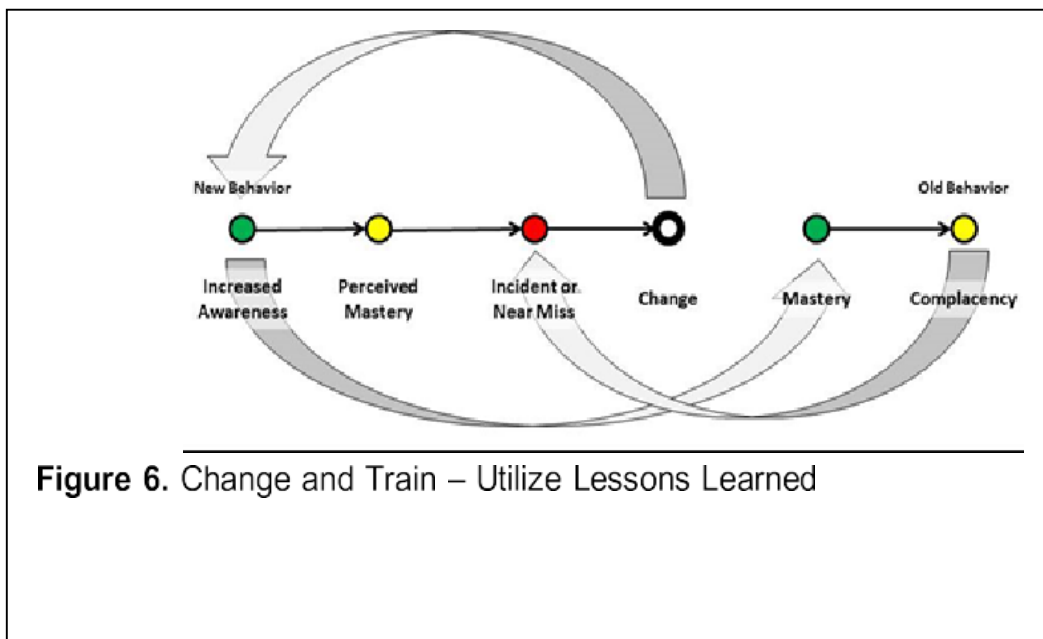 New Behavior
Old Behavior
Increased
Awareness
Perceived
Mastery
Incident or
Near Miss
Change
Mastery
Complacency
Figure 6. Change and Train – Utilize Lessons Learned